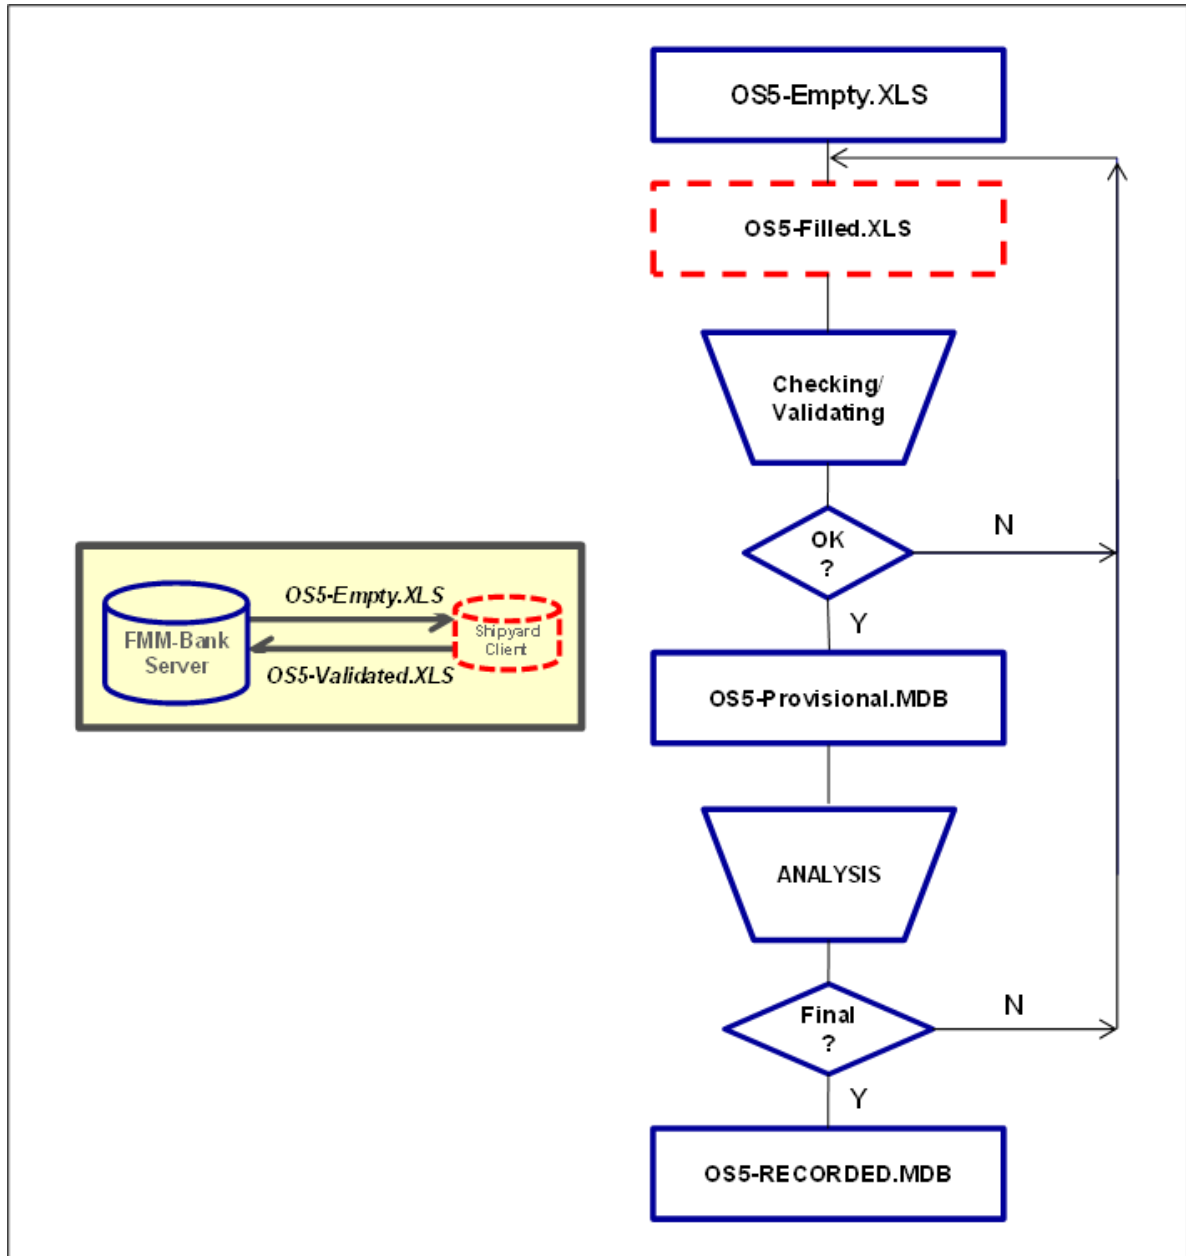 OS5-Empty.XLS
OS5-Filled.XLS
Checking/
Validating
OK
?
N
Y
OS5-Provisional.MDB
ANALYSIS
Final
?
N
Y
OS5-RECORDED.MDB
OS5-Empty.XLS
FMM-Bank
Server
Shipyard
Client
OS5-Validated.XLS